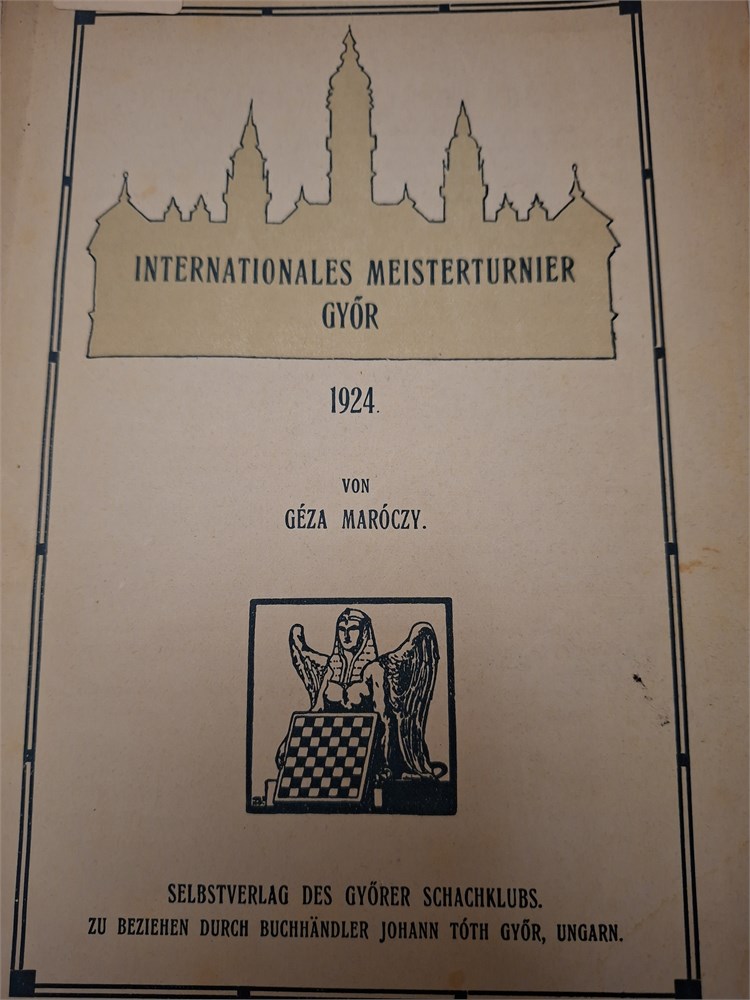 INTERNATIONALES MEISTERTURNIER
GYŐR
1924.
VON
GÉZA MARÓCZY.
SELBSTVERLAG DES GYŐRER SCHACHKLUBS.
ZU BEZIEHEN DURCH BUCHHÄNDLER JOHANN TÓTH GYŐR, UNGARN.